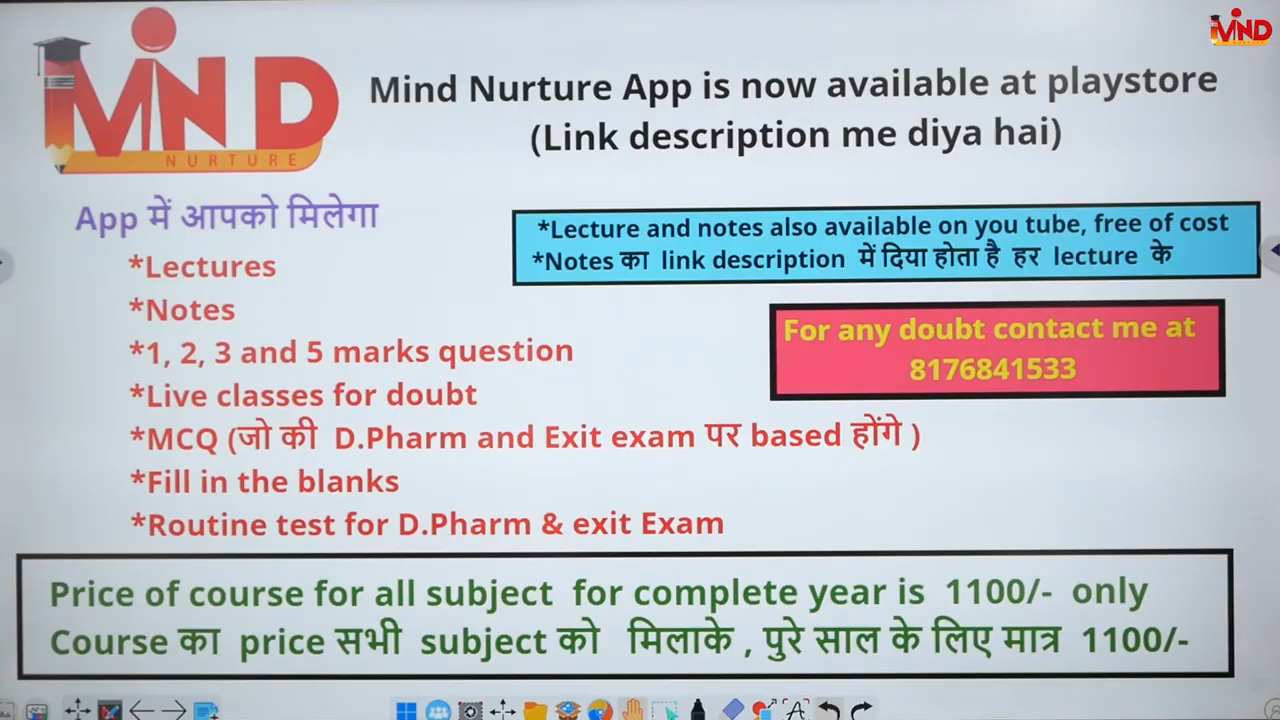 MIND
NURTURE
MIND
NURTURE
Mind Nurture App is now available at playstore
(Link description me diya hai)
App में आपको मिलेगा
*Lectures
*Notes
*1, 2, 3 and 5 marks question
*Live classes for doubt
*MCQ (जो की D.Pharm and Exit exam पर based होंगे )
*Fill in the blanks
*Routine test for D.Pharm & exit Exam
*Lecture and notes also available on you tube, free of cost
*Notes का link description में दिया होता है हर lecture के
For any doubt contact me at
8176841533
Price of course for all subject for complete year is 1100/- only
Course का price सभी subject को मिलाके , पुरे साल के लिए मात्र 1100/-